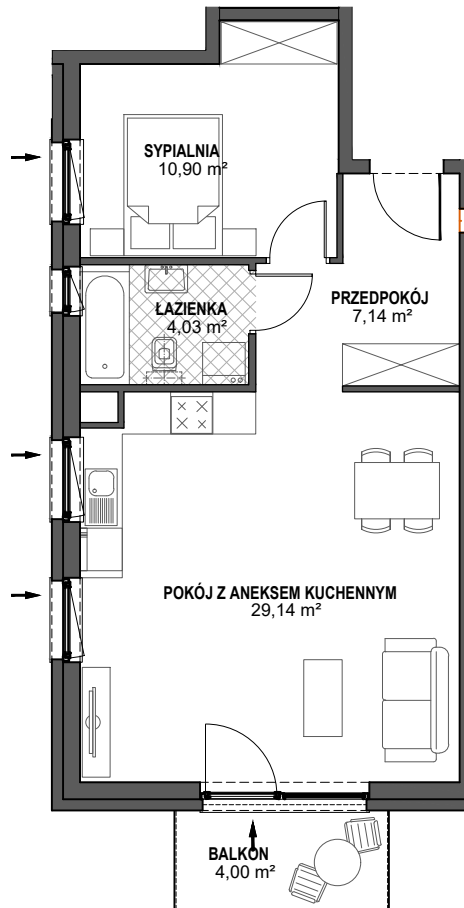 SYPIALNIA
10,90 m²
ŁAZIENKA
4,03 m²
PRZEDPOKÓJ
7,14 m²
POKÓJ Z ANEKSEM KUCHENNYM
29,14 m²
BALKON
4,00 m²